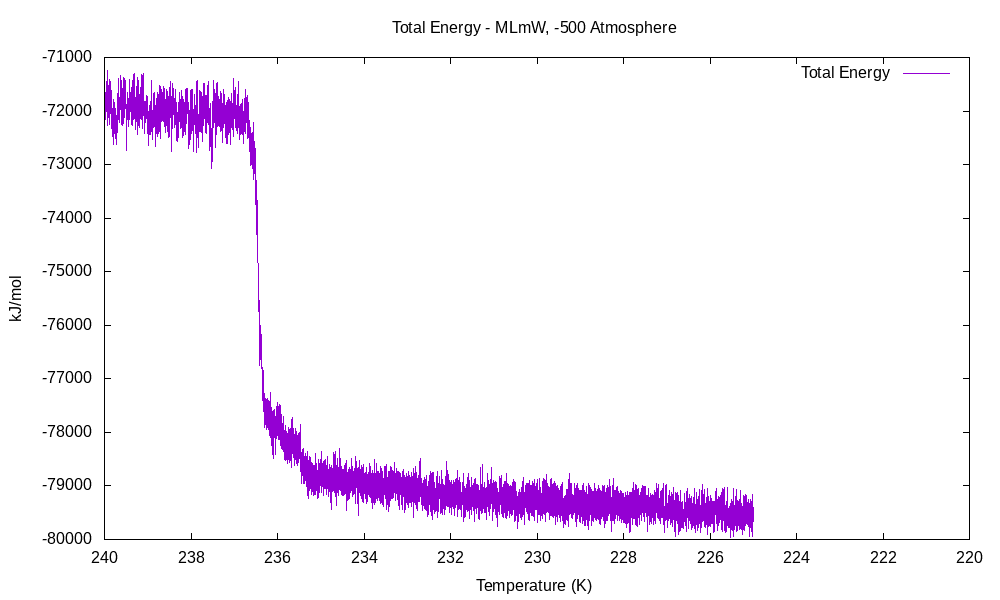 Total Energy - MLmW, -500 Atmosphere
Total Energy
-71000
-72000
-73000
-74000
-75000
-76000
-77000
-78000
-79000
-80000
kJ/mol
240 238 236 234 232 230 228 226 224 222 220
Temperature (K)